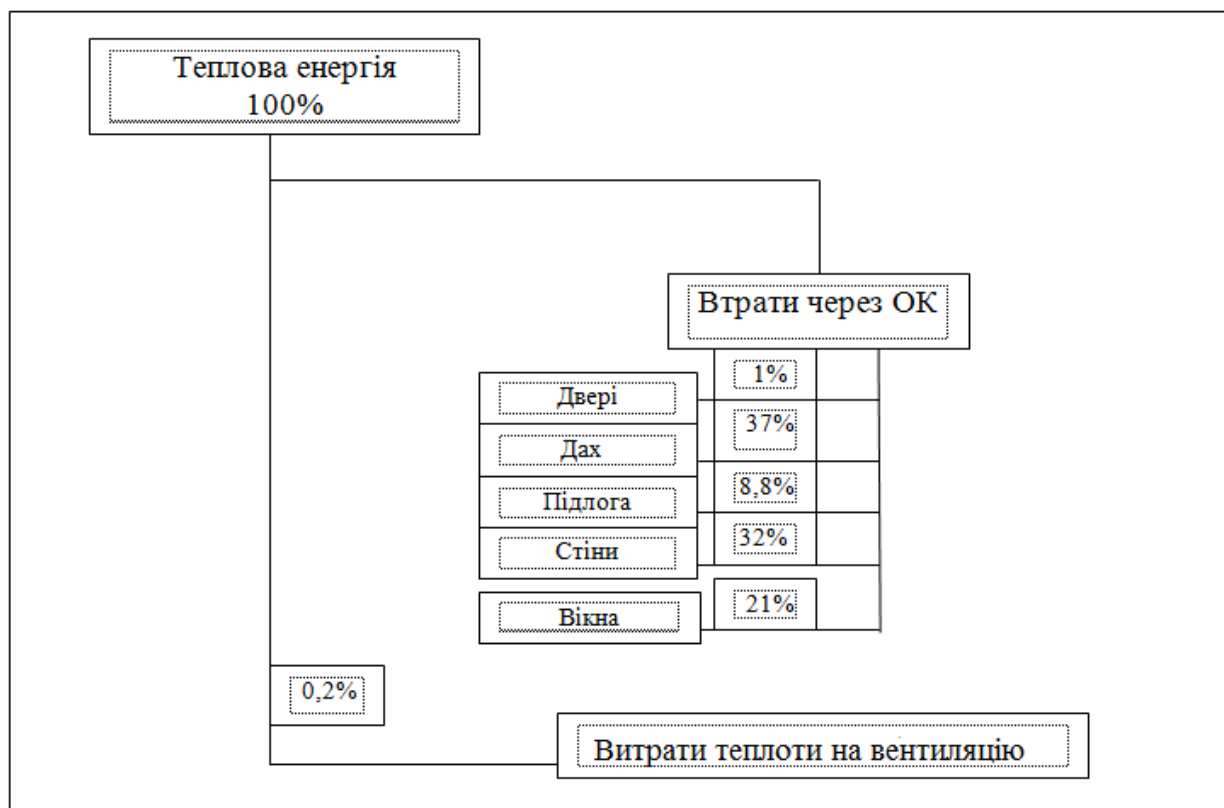 Теплова енергія
100%
Втрати через ОК
1%
Двері
37%
Дах
8,8%
Підлога
32%
Стіни
21%
Вікна
0,2%
Витрати теплоти на вентиляцію